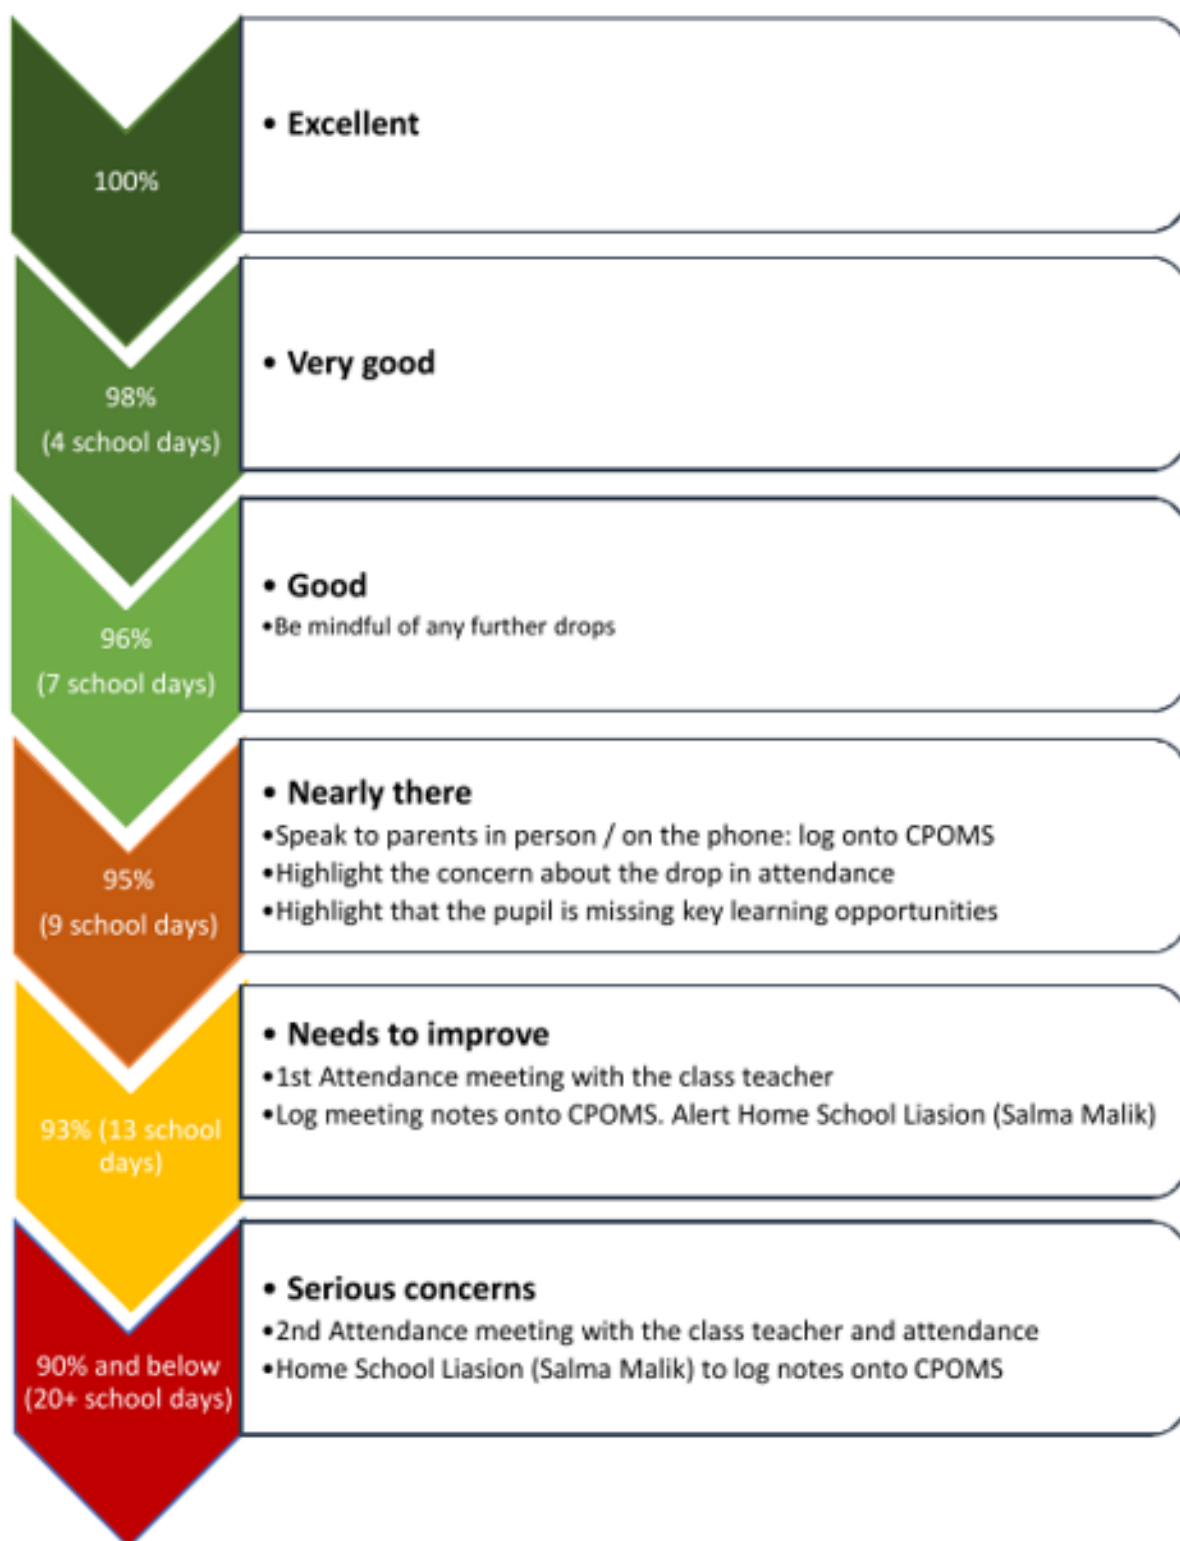 100%
• Excellent
98%
(4 school days)
• Very good
96%
(7 school days)
• Good
•Be mindful of any further drops
95%
(9 school days)
• Nearly there
•Speak to parents in person / on the phone: log onto CPOMS
•Highlight the concern about the drop in attendance
•Highlight that the pupil is missing key learning opportunities
93% (13 school
days)
• Needs to improve
•1st Attendance meeting with the class teacher
•Log meeting notes onto CPOMS. Alert Home School Liasion (Salma Malik)
90% and below
(20+ school days)
• Serious concerns
•2nd Attendance meeting with the class teacher and attendance
•Home School Liasion (Salma Malik) to log notes onto CPOMS